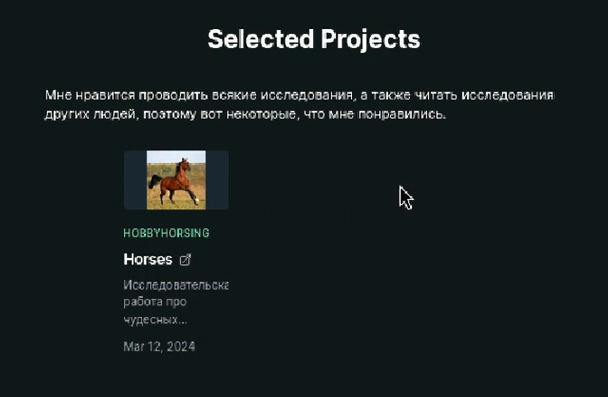 Selected Projects
Мне нравится проводить всякие исследования, а также читать исследования
других людей, поэтому вот некоторые, что мне понравились.
HOBBYHORSING
Horses
Исследовательска
работа про
чудесных...
Mar 12, 2024